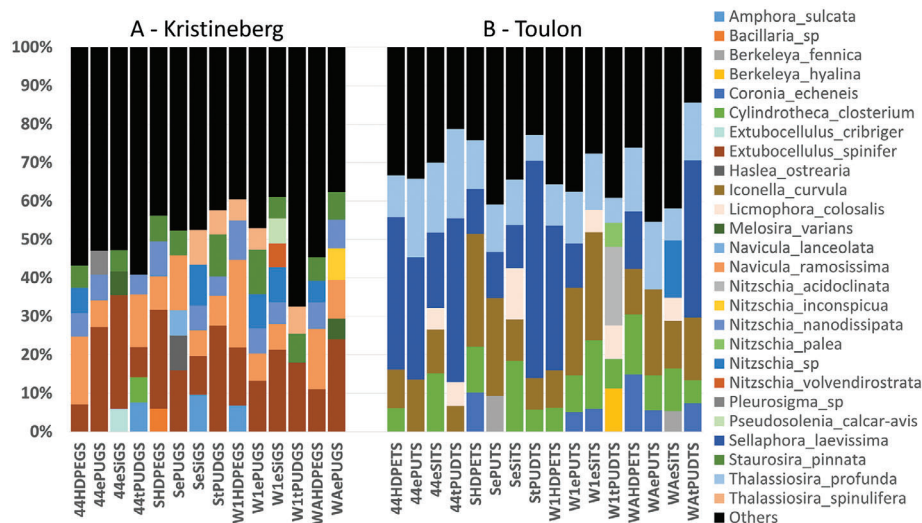 A - Kristineberg
B - Toulon
100%
90%
80%
70%
60%
50%
40%
30%
20%
10%
0%
44HDPEGS
44ePUGS
44eSiGS
44tPUDGS
SHDPEGS
SePUGS
SeSiGS
StPUDGS
W1HDPEGS
W1ePUGS
W1eSiGS
W1tPUDGS
WAHDPEGS
WAePUGS
44HDPETS
44ePUTS
44eSiTS
44tPUDTS
SHDPETS
SePUTS
SeSiTS
StPUDTS
W1HDPETS
W1ePUTS
W1eSiTS
W1tPUDTS
WAHDPETS
WAePUTS
WAeSiTS
WAtPUDTS
Amphora_sulcata
Bacillaria_sp
Berkeleya_fennica
Berkeleya_hyalina
Coronia_echeneis
Cylindrotheca_closterium
Extubocellulus_cribriger
Extubocellulus_spinifer
Haslea_ostrearia
Iconella_curvula
Licmophora_colosalis
Melosira_varians
Navicula_lanceolata
Navicula_ramosissima
Nitzschia_acidoclinata
Nitzschia_inconspicua
Nitzschia_nanodissipata
Nitzschia_palea
Nitzschia_sp
Nitzschia_volvendirostrata
Pleurosigma_sp
Pseudosolenia_calcar-avis
Sellaphora_laevissima
Staurosira_pinnata
Thalassiosira_profunda
Thalassiosira_spinulifera
Others